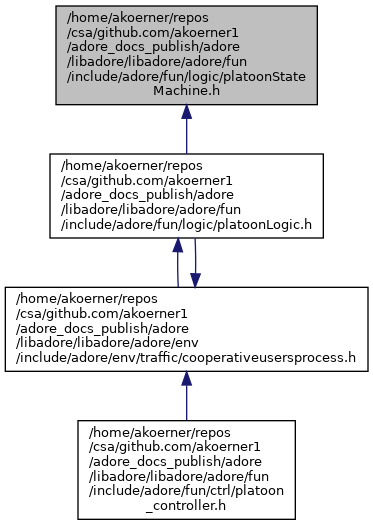 /home/akoerner/repos
/csa/github.com/akoerner1
/adore_docs_publish/adore
/libadore/libadore/adore/fun
/include/adore/fun/logic/platoonState
Machine.h
/home/akoerner/repos
/csa/github.com/akoerner1
/adore_docs_publish/adore
/libadore/libadore/adore/fun
/include/adore/fun/logic/platoonLogic.h
/home/akoerner/repos
/csa/github.com/akoerner1
/adore_docs_publish/adore
/libadore/libadore/adore/env
/include/adore/env/traffic/cooperativeusersprocess.h
/home/akoerner/repos
/csa/github.com/akoerner1
/adore_docs_publish/adore
/libadore/libadore/adore/fun
/include/adore/fun/ctrl/platoon
_controller.h